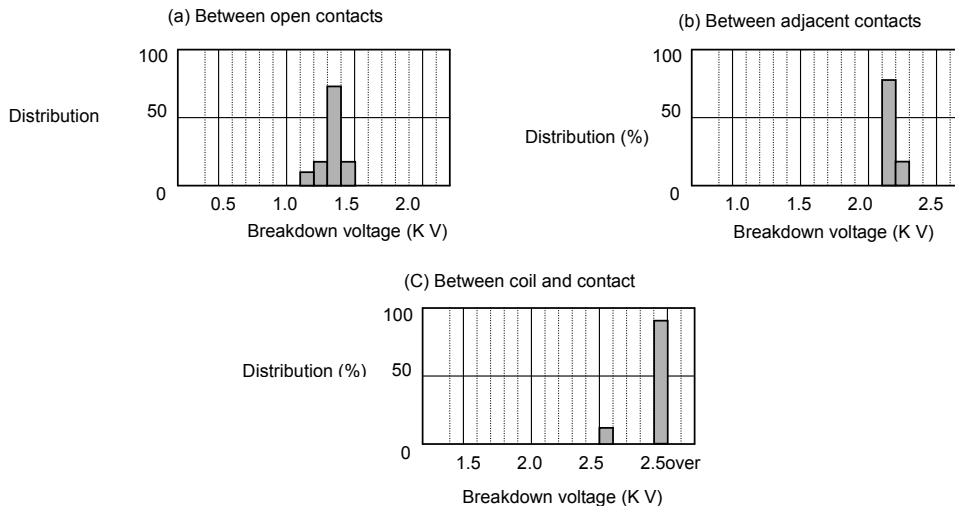 (a) Between open contacts
100
50
0
Distribution
0.5 1.0 1.5 2.0
Breakdown voltage (K V)
(b) Between adjacent contacts
100
50
0
Distribution (%)
1.0 1.5 2.0 2.5
Breakdown voltage (K V)
(C) Between coil and contact
100
50
0
Distribution (%)
1.5 2.0 2.5 2.5over
Breakdown voltage (K V)